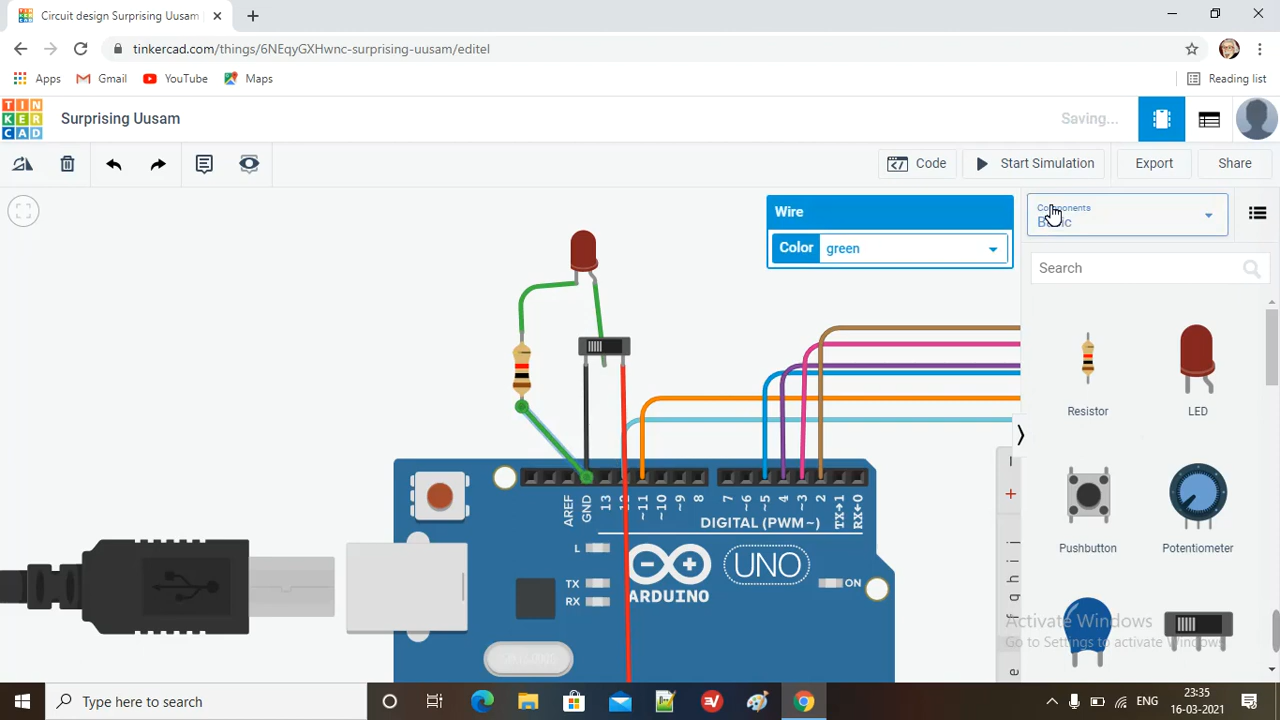 Circuit design Surprising Uusam
tinkercad.com/things/6NEqyGXHwnc-surprising-uusam/editel
Apps Gmail YouTube Maps Reading list
TIN
KER
CAD
Surprising Uusam
Saving...
Code Start Simulation Export Share
Wire
Color green
Components
Basic
Search
Resistor LED
Pushbutton Potentiometer
AREF GND 13 12 ~11 ~10 ~9 8 7 ~6 ~5 4 ~3 2 TX→1 RX←0
DIGITAL (PWM ~)
L
TX
RX
ARDUINO
UNO
ON
j
i
h
g
f
e
Activate Windows
Go to Settings to activate Windows.
Type here to search
ENG
23:35
16-03-2021